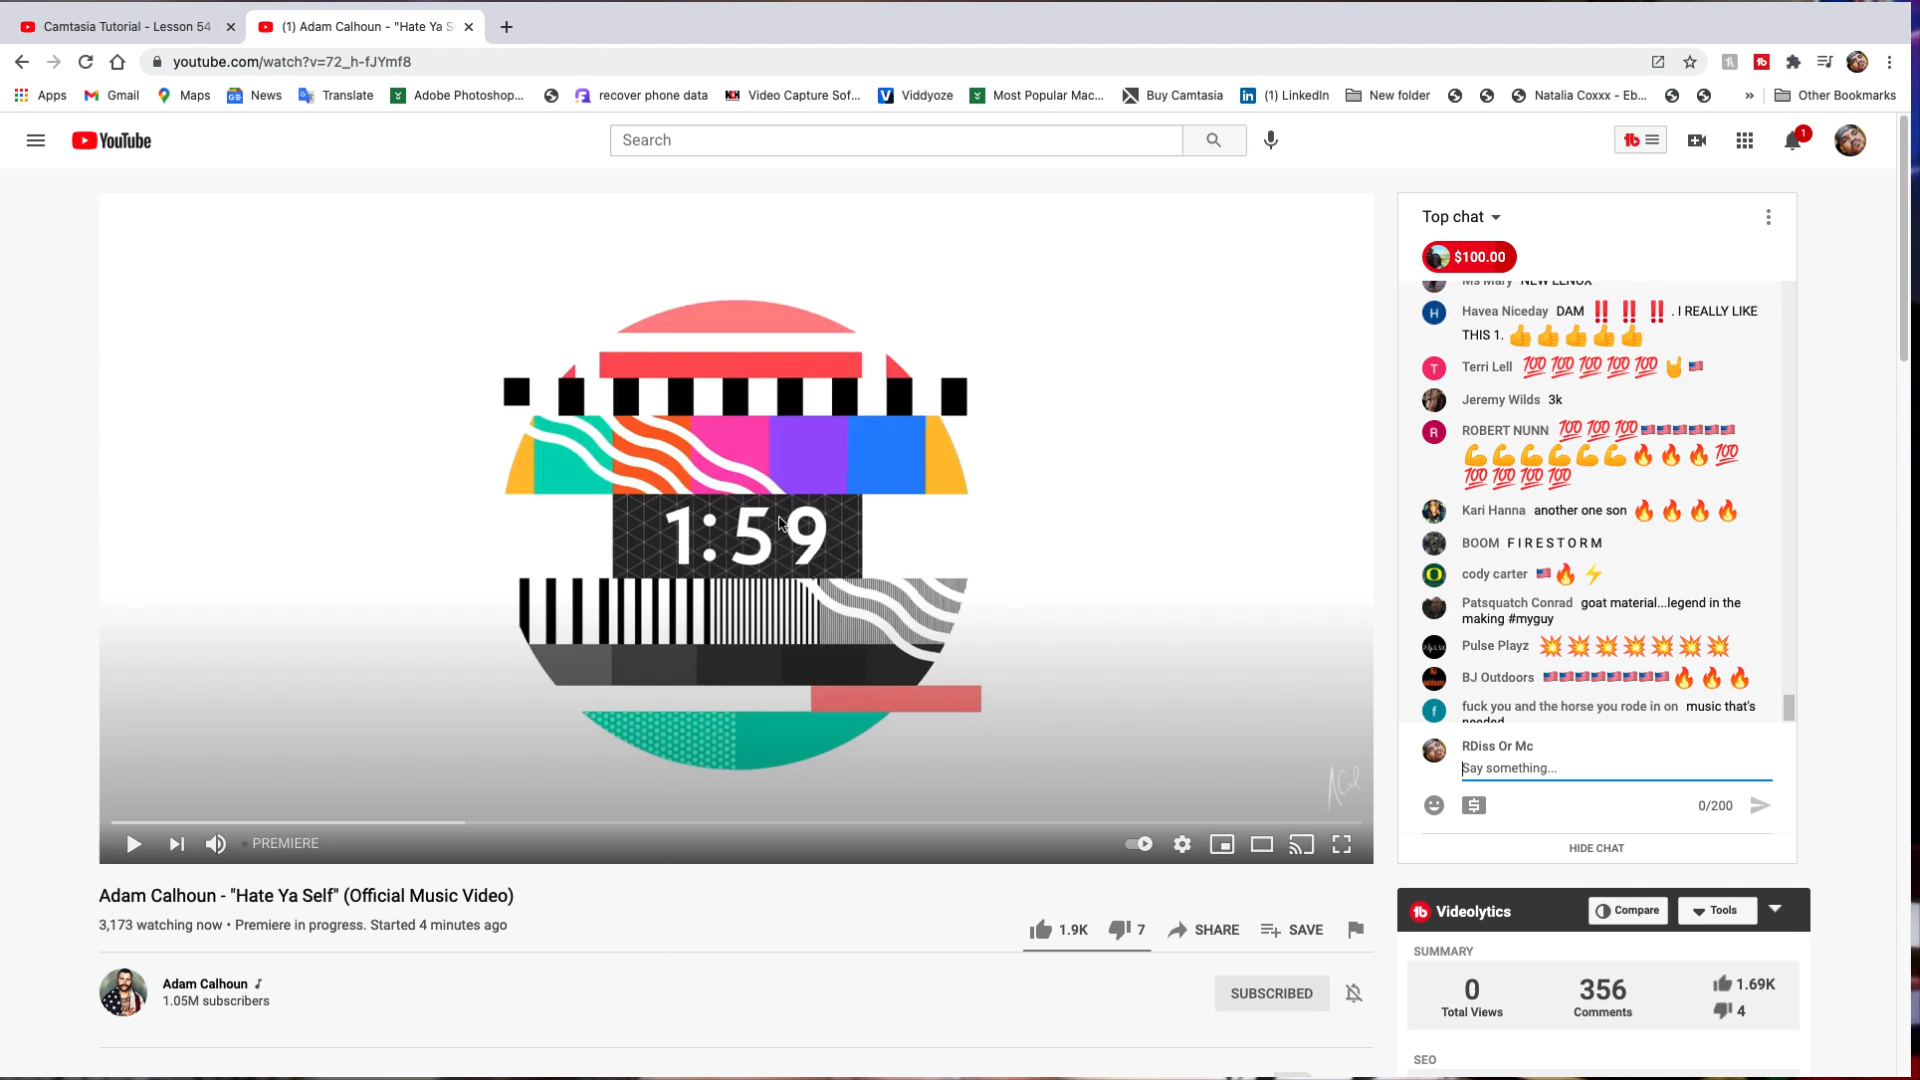 Camtasia Tutorial - Lesson 54
(1) Adam Calhoun - "Hate Ya S
youtube.com/watch?v=72_h-fJYmf8
Apps Gmail Maps News Translate Adobe Photoshop... recover phone data Video Capture Sof... Viddyoze Most Popular Mac... Buy Camtasia (1) LinkedIn New folder Natalia Coxxx - Eb... » Other Bookmarks
YouTube
Search
1
1:59
PREMIERE
Adam Calhoun - "Hate Ya Self" (Official Music Video)
3,173 watching now • Premiere in progress. Started 4 minutes ago
1.9K 7 SHARE SAVE
Adam Calhoun
1.05M subscribers
SUBSCRIBED
Top chat
$100.00
Ms Mary NEW LENOX
Havea Niceday DAM ‼️ ‼️ ‼️ . I REALLY LIKE
THIS 1. 👍 👍 👍 👍 👍
Terri Lell 💯 💯 💯 💯 💯 🤘 🇺🇸
Jeremy Wilds 3k
ROBERT NUNN 💯 💯 💯 🇺🇸🇺🇸🇺🇸🇺🇸🇺🇸🇺🇸
💪💪💪💪💪💪🔥🔥🔥💯
💯💯💯💯
Kari Hanna another one son 🔥 🔥 🔥 🔥
BOOM F I R E S T O R M
cody carter 🇺🇸 🔥 ⚡
Patsquatch Conrad goat material...legend in the
making #myguy
Pulse Playz 💥💥💥💥💥💥💥
BJ Outdoors 🇺🇸🇺🇸🇺🇸🇺🇸🇺🇸🇺🇸🇺🇸🇺🇸🔥🔥🔥
fuck you and the horse you rode in on music that's
needed
RDiss Or Mc
Say something...
0/200
HIDE CHAT
Videolytics Compare Tools
SUMMARY
0 356 1.69K
Total Views Comments 4
SEO